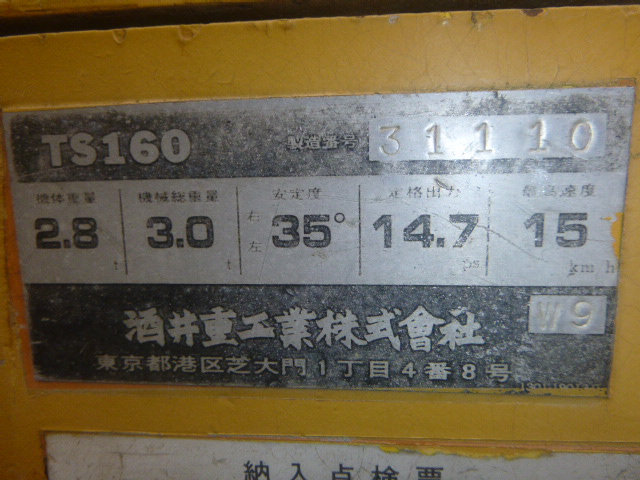 TS160 製造番号 31110
機体重量 機械総重量 安定度 定格出力 最高速度
2.8 t 3.0 t 右 左 35° 14.7 ps 15 km h
酒井重工業株式會社 W9
東京都港区芝大門1丁目4番8号
納入点検票